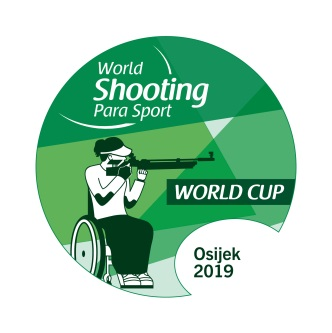 World
Shooting
Para Sport
WORLD CUP
Osijek
2019